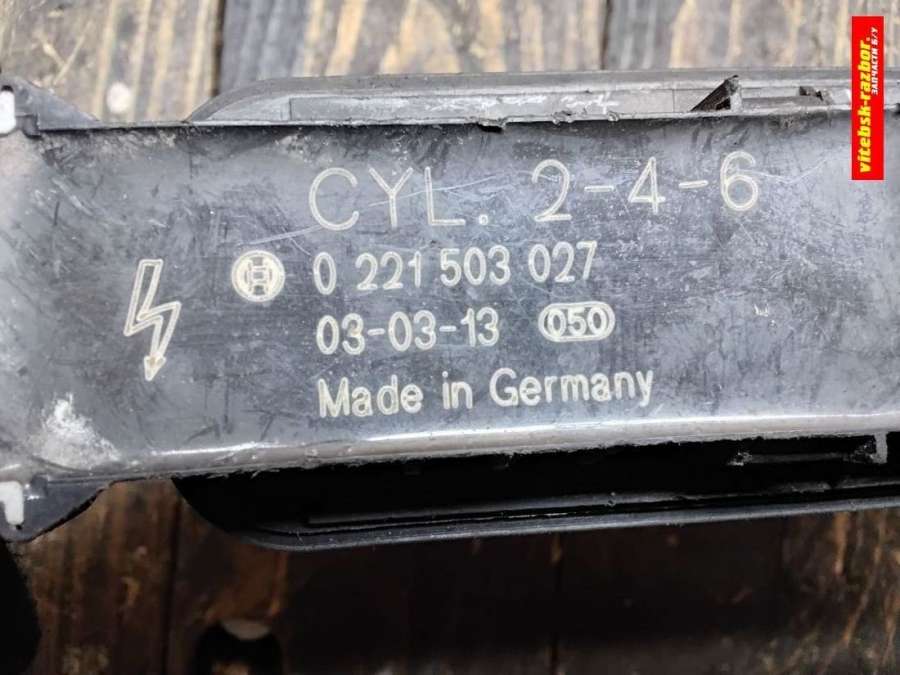 CYL. 2-4-6
0 221 503 027
03-03-13 050
Made in Germany
vitebsk-razbor.
ЗАПЧАСТИ Б/У